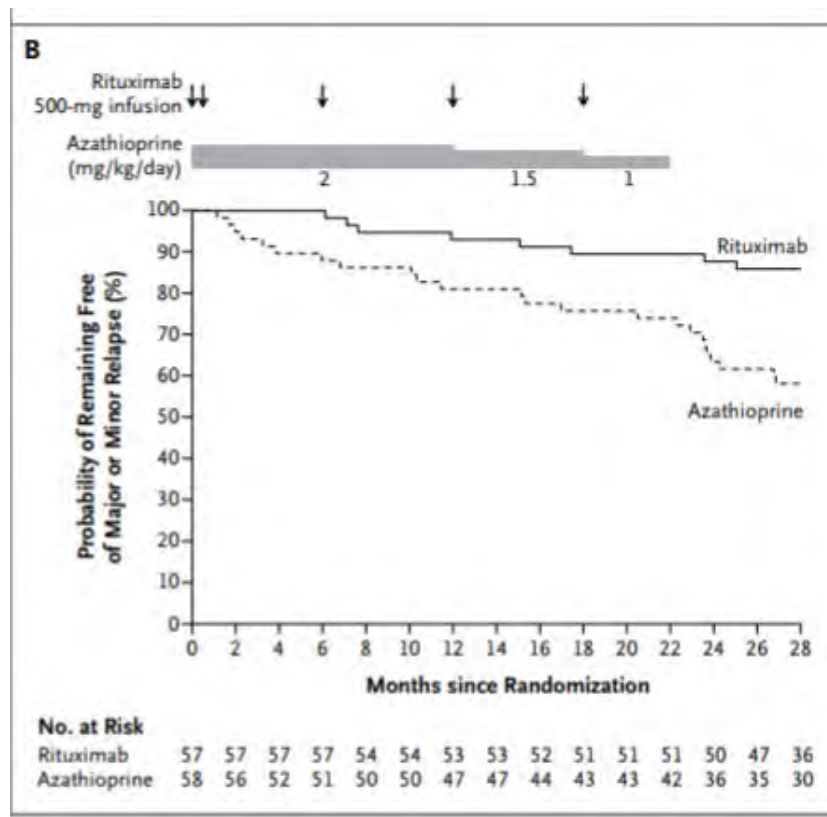 B
Rituximab
500-mg infusion
Azathioprine
(mg/kg/day)
2 1.5 1
100
90
80
70
60
50
40
30
20
10
0
Probability of Remaining Free
of Major or Minor Relapse (%)
Rituximab
Azathioprine
0 2 4 6 8 10 12 14 16 18 20 22 24 26 28
Months since Randomization
No. at Risk
Rituximab 57 57 57 57 54 54 53 53 52 51 51 51 50 47 36
Azathioprine 58 56 52 51 50 50 47 47 44 43 43 42 36 35 30